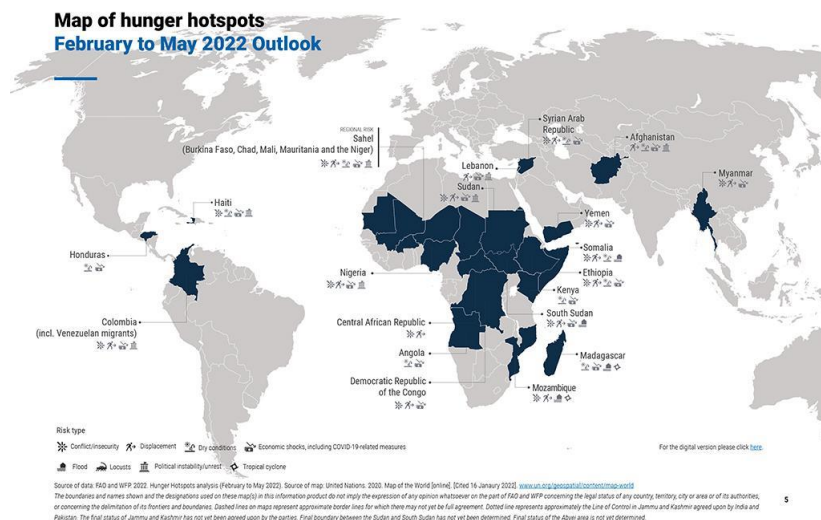 Map of hunger hotspots
February to May 2022 Outlook
REGIONAL RISK
Sahel
(Burkina Faso, Chad, Mali, Mauritania and the Niger)
Syrian Arab
Republic
Afghanistan
Lebanon
Myanmar
Sudan
Haiti
Yemen
Honduras
Somalia
Nigeria
Ethiopia
Kenya
Colombia
(incl. Venezuelan migrants)
Central African Republic
South Sudan
Angola
Madagascar
Democratic Republic
of the Congo
Mozambique
Risk type
Conflict/insecurity
Displacement
Dry conditions
Economic shocks, including COVID-19-related measures
For the digital version please click here.
Flood
Locusts
Political instability/unrest
Tropical cyclone
Source of data: FAO and WFP. 2022. Hunger Hotspots analysis (February to May 2022). Source of map: United Nations. 2020. Map of the World [online]. [Cited 16 Janaury 2022]. www.un.org/geospatial/content/map-world
The boundaries and names shown and the designations used on these map(s) in this information product do not imply the expression of any opinion whatsoever on the part of FAO and WFP concerning the legal status of any country, territory, city or area or of its authorities,
or concerning the delimitation of its frontiers and boundaries. Dashed lines on maps represent approximate border lines for which there may not yet be full agreement. Dotted line represents approximately the Line of Control in Jammu and Kashmir agreed upon by India and
Pakistan. The final status of Jammu and Kashmir has not yet been agreed upon by the parties. Final boundary between the Sudan and South Sudan has not yet been determined. Final status of the Abyei area is not yet determined.
5